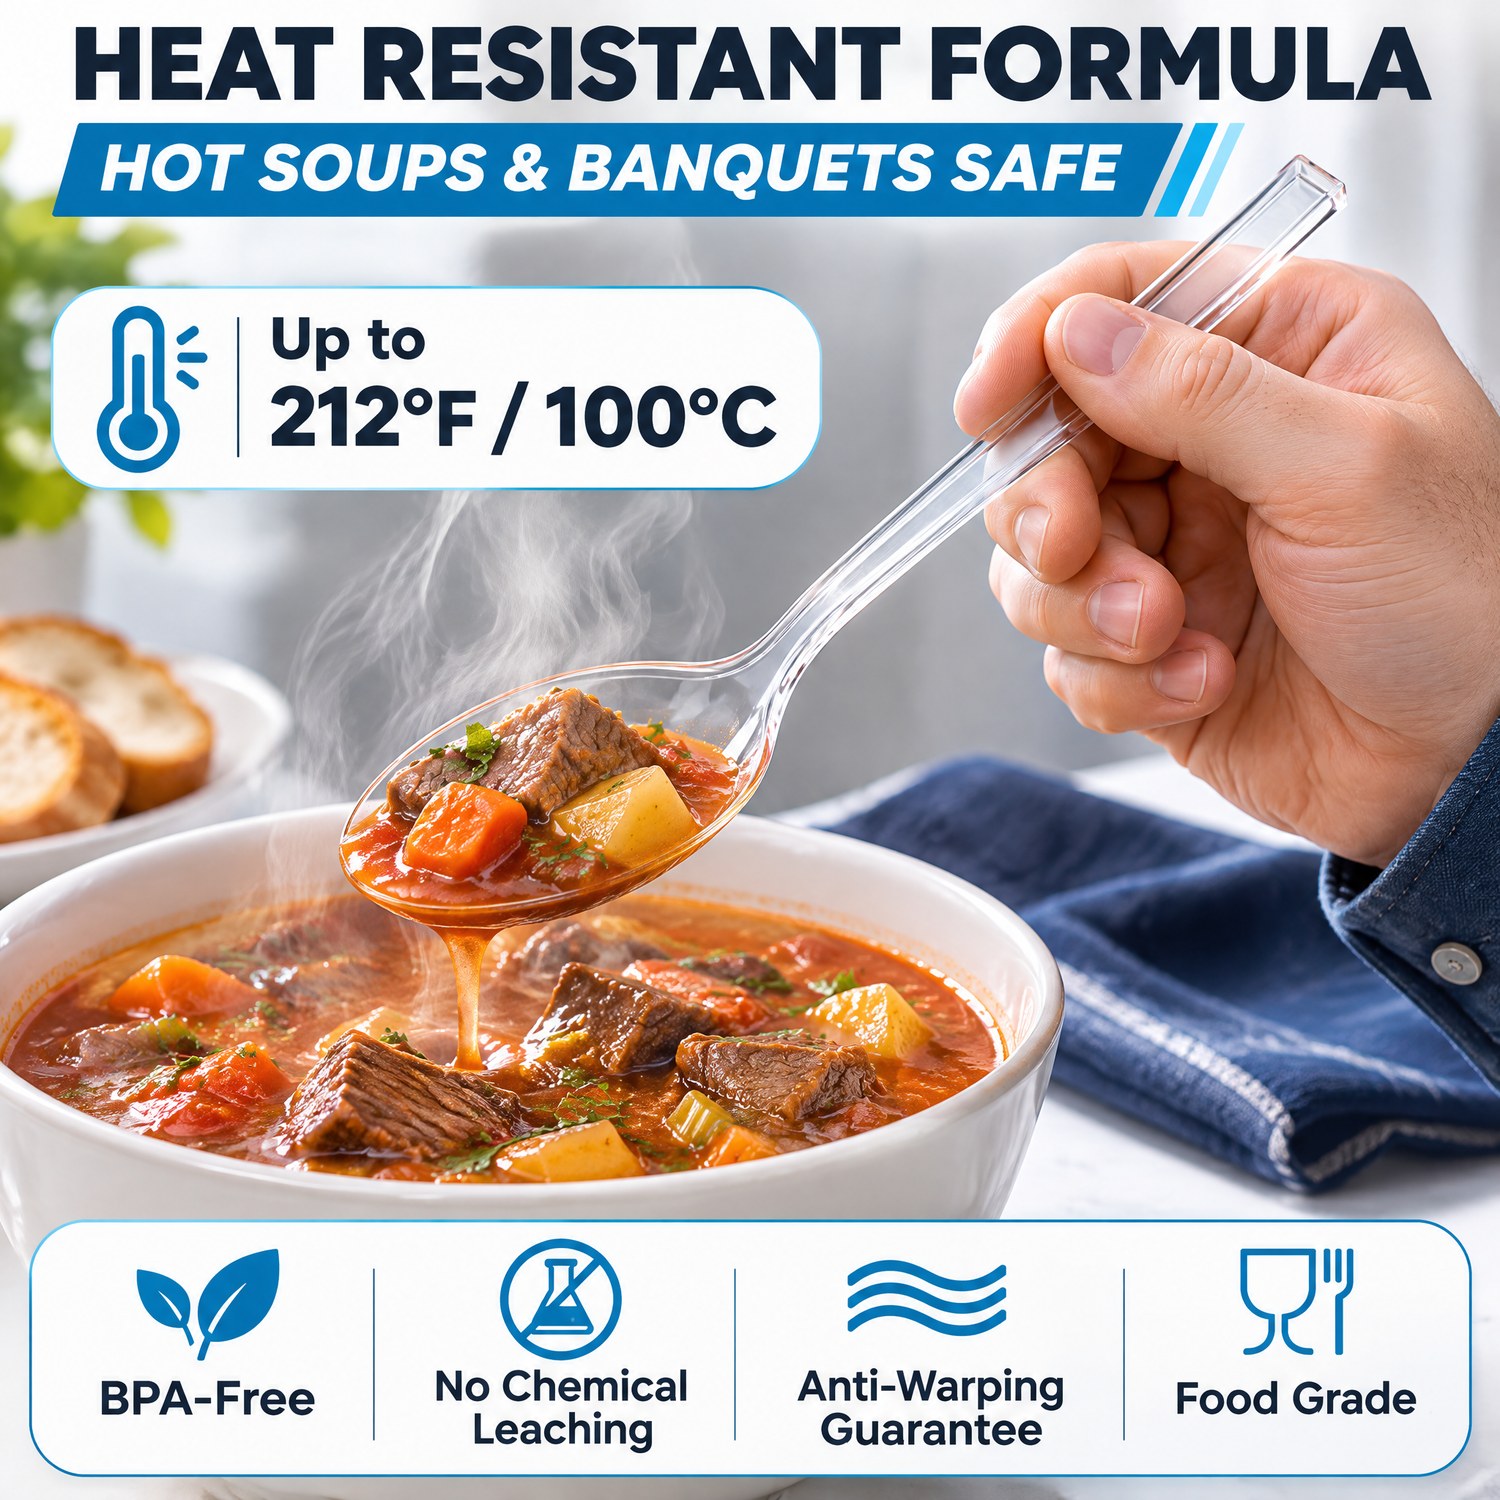 HEAT RESISTANT FORMULA
HOT SOUPS & BANQUETS SAFE
Up to
212°F / 100°C
BPA-Free
No Chemical
Leaching
Anti-Warping
Guarantee
Food Grade